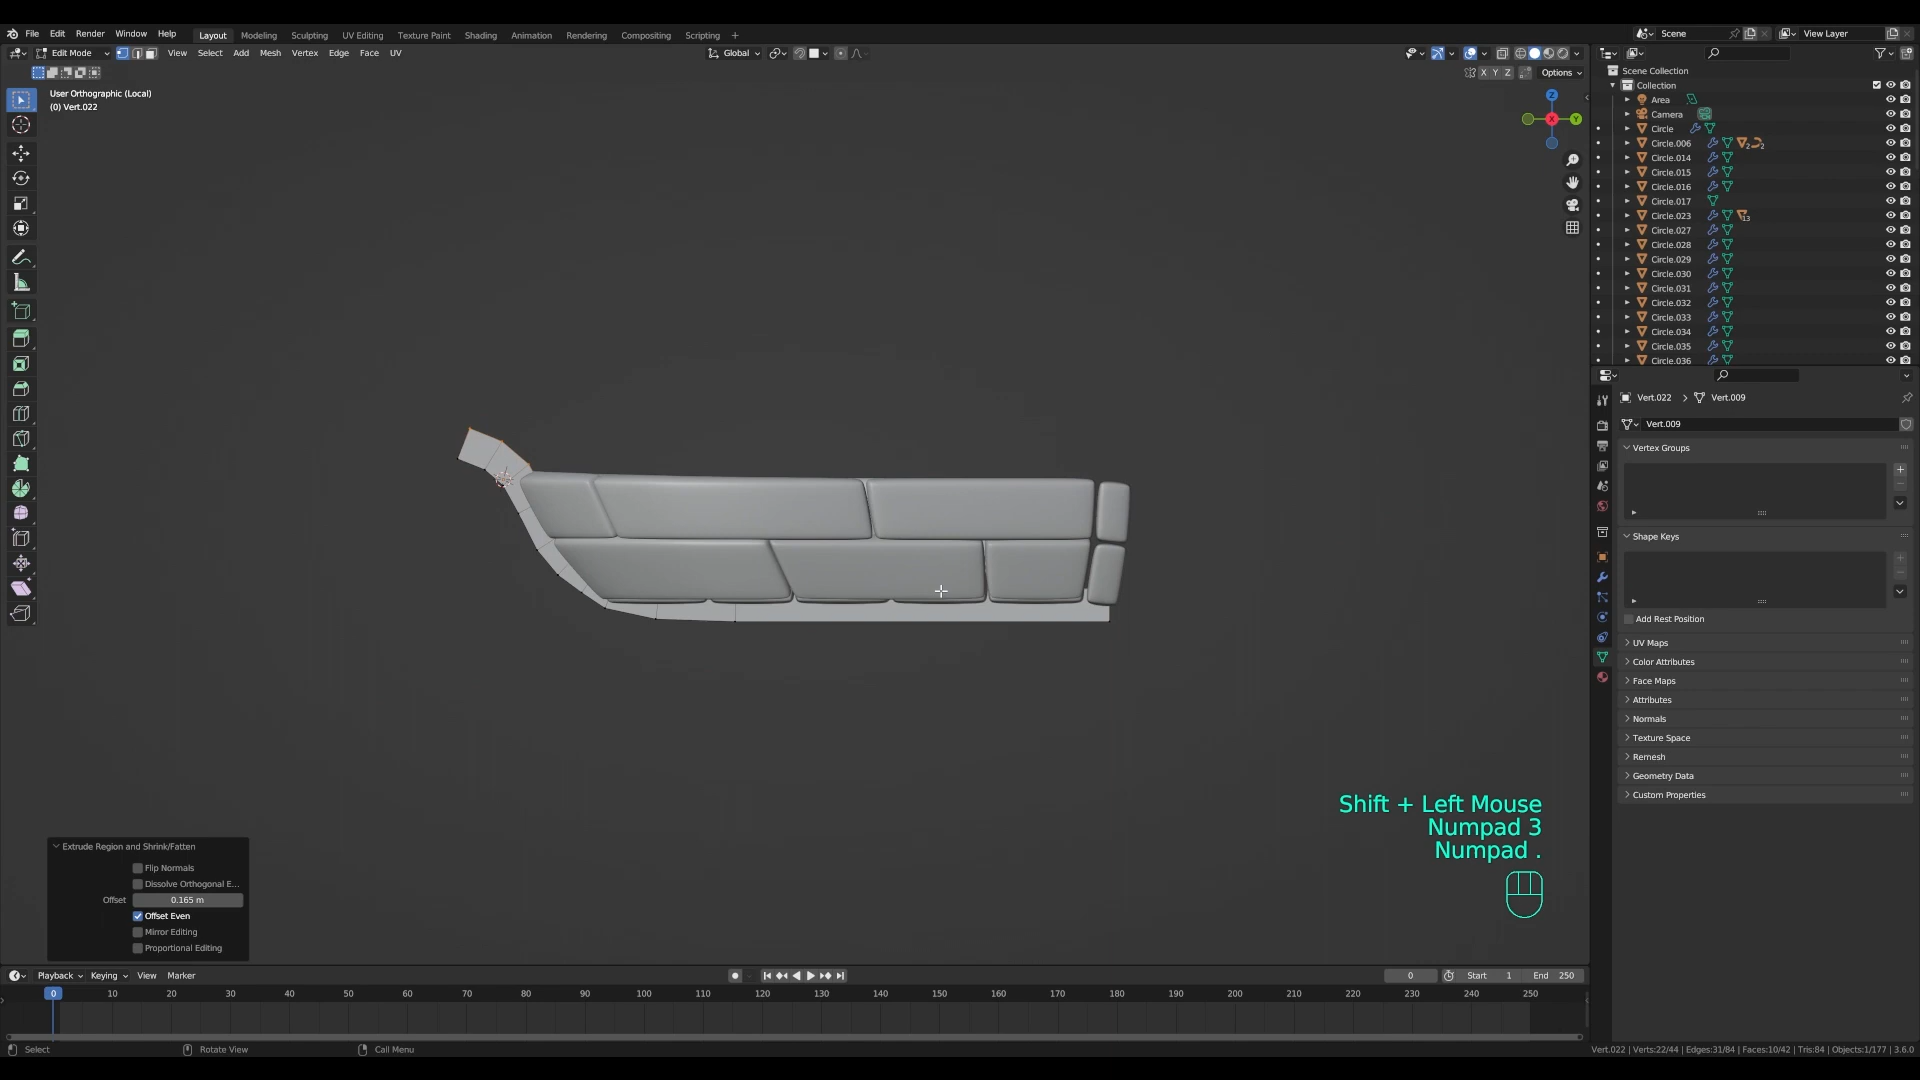 File Edit Render Window Help Layout Modeling Sculpting UV Editing Texture Paint Shading Animation Rendering Compositing Scripting + Scene View Layer
Edit Mode View Select Add Mesh Vertex Edge Face UV Global
X Y Z Options
User Orthographic (Local)
(0) Vert.022
Z
X
Y
Scene Collection
Collection
Area
Camera
Circle
Circle.006 2 2
Circle.014
Circle.015
Circle.016
Circle.017
Circle.023 13
Circle.027
Circle.028
Circle.029
Circle.030
Circle.031
Circle.032
Circle.033
Circle.034
Circle.035
Circle.036
Vert.022 > Vert.009
Vert.009
Vertex Groups
Shape Keys
Add Rest Position
UV Maps
Color Attributes
Face Maps
Attributes
Normals
Texture Space
Remesh
Geometry Data
Custom Properties
Shift + Left Mouse
Numpad 3
Numpad .
Extrude Region and Shrink/Fatten
Flip Normals
Dissolve Orthogonal E...
Offset 0.165 m
Offset Even
Mirror Editing
Proportional Editing
Playback Keying View Marker 0 Start 1 End 250
0 10 20 30 40 50 60 70 80 90 100 110 120 130 140 150 160 170 180 190 200 210 220 230 240 250
Select Rotate View Call Menu Vert.022 | Verts:22/44 | Edges:31/84 | Faces:10/42 | Tris:84 | Objects:1/177 | 3.6.0